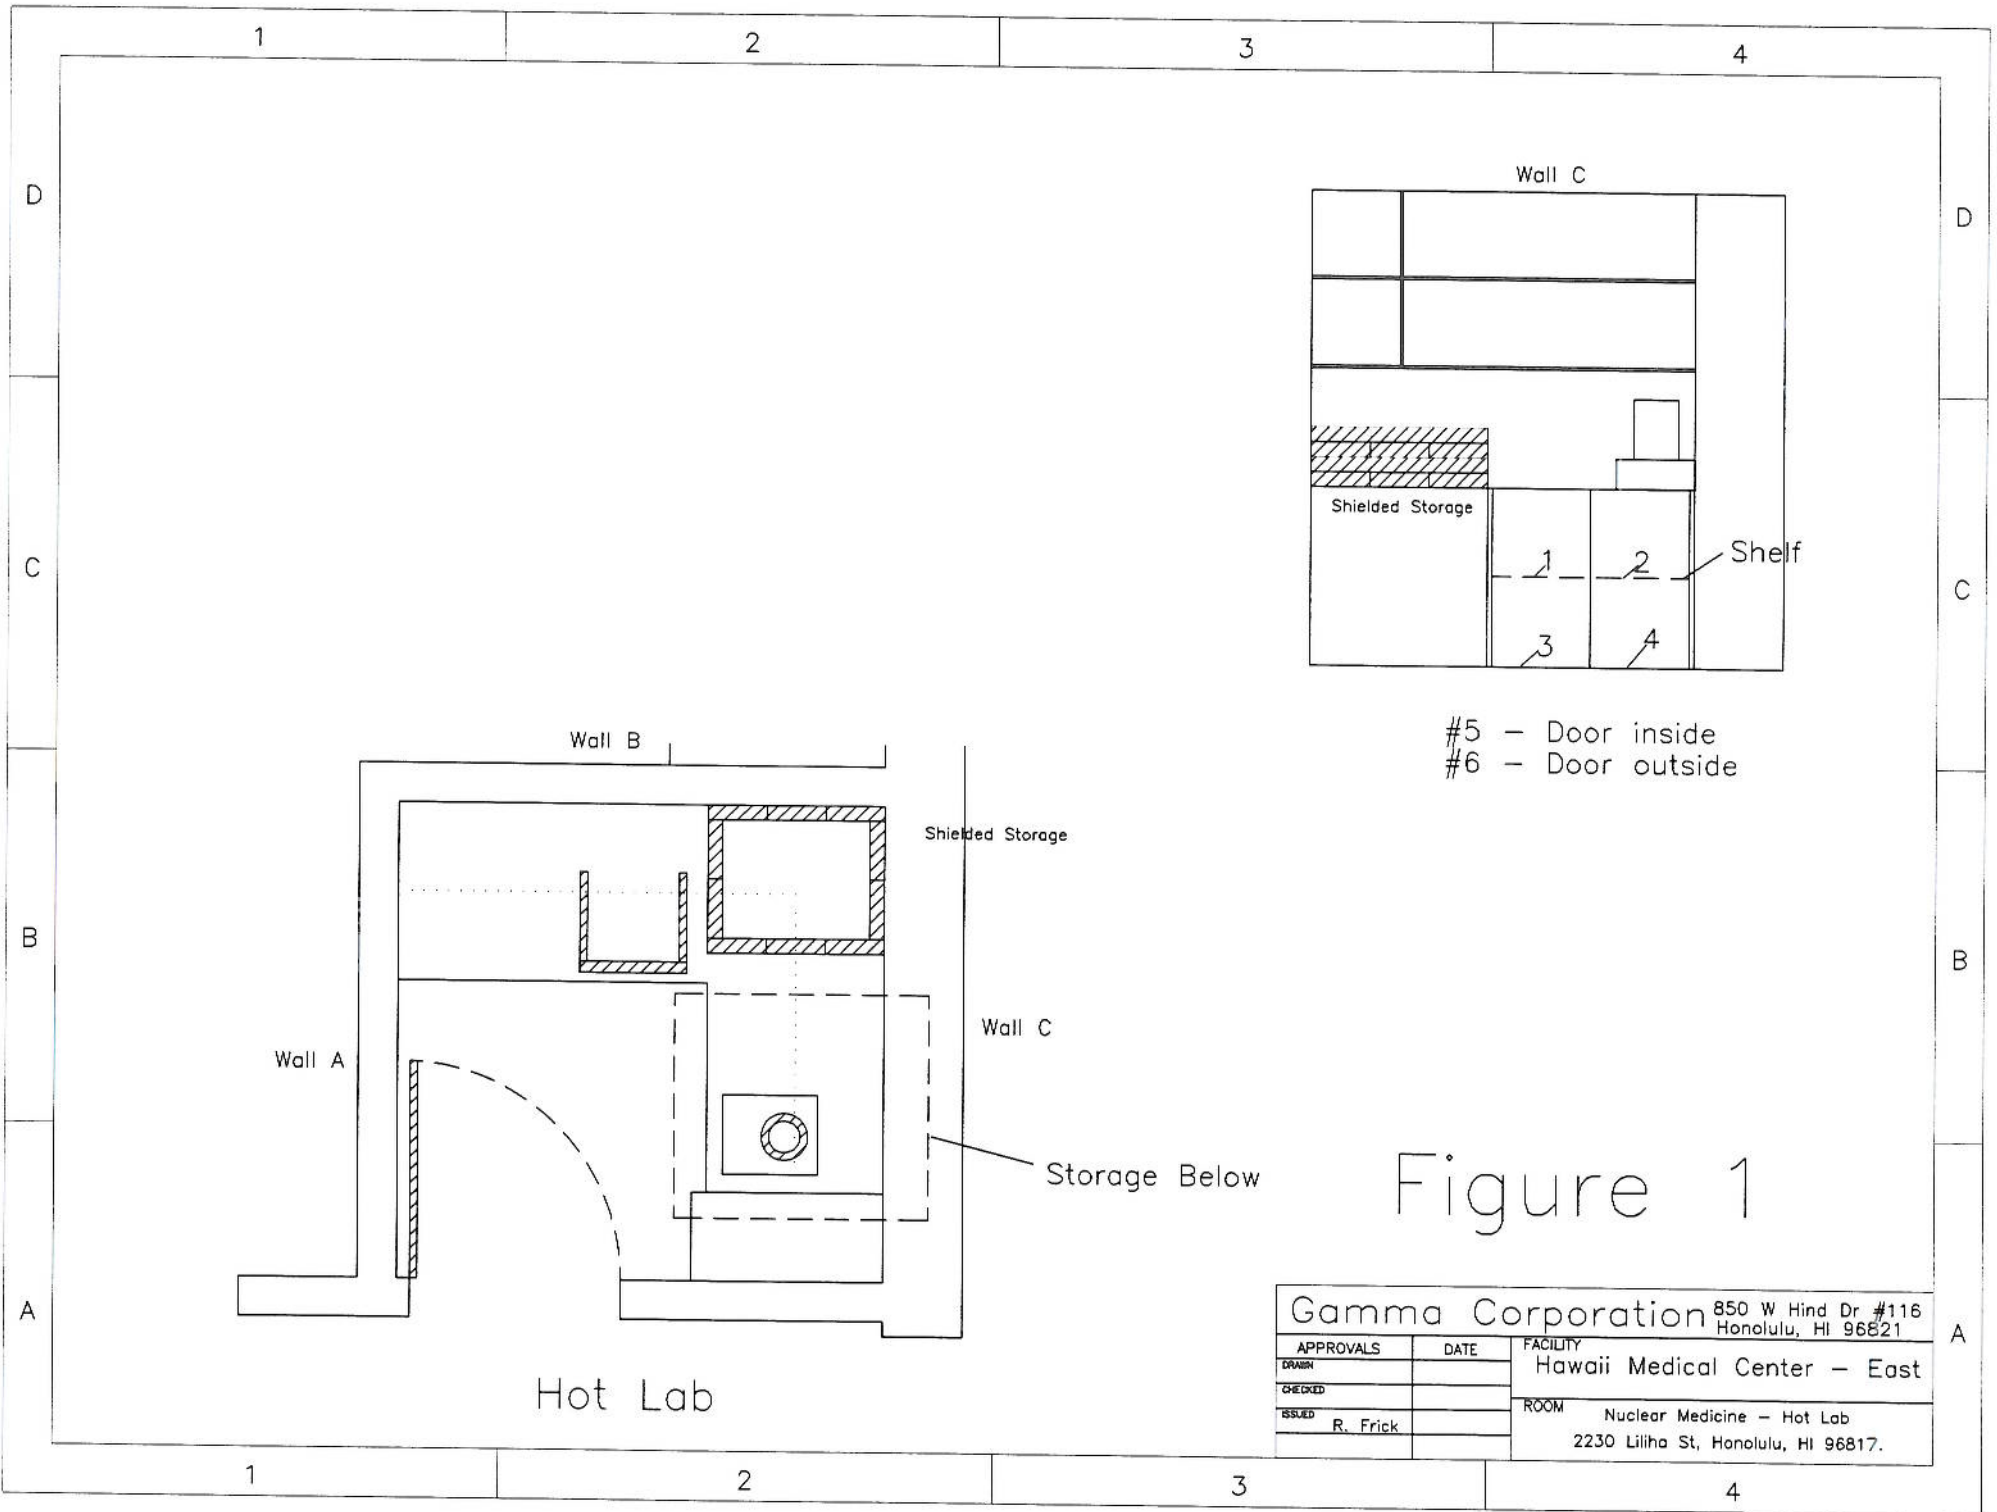 1 2 3 4
D D
Wall C
Shielded Storage
1 2 Shelf
3 4
C C
#5 - Door inside
#6 - Door outside
Wall B
Shielded Storage
B B
Wall C
Wall A
Storage Below
Figure 1
A A
Hot Lab
Gamma Corporation 850 W Hind Dr #116
Honolulu, HI 96821
APPROVALS DATE
DRAWN
CHECKED
ISSUED R. Frick
FACILITY
Hawaii Medical Center - East
ROOM Nuclear Medicine - Hot Lab
2230 Liliha St, Honolulu, HI 96817.
1 2 3 4